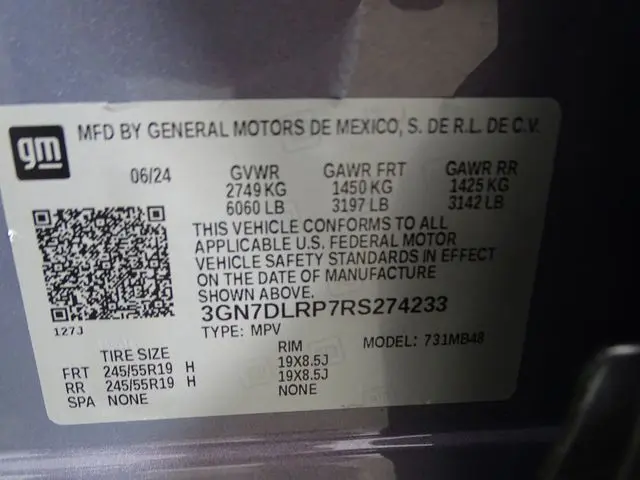 gm
MFD BY GENERAL MOTORS DE MEXICO, S. DE R.L. DE C.V.
06/24 GVWR GAWR FRT GAWR RR
2749 KG 1450 KG 1425 KG
6060 LB 3197 LB 3142 LB
THIS VEHICLE CONFORMS TO ALL
APPLICABLE U.S. FEDERAL MOTOR
VEHICLE SAFETY STANDARDS IN EFFECT
ON THE DATE OF MANUFACTURE
SHOWN ABOVE.
3GN7DLRP7RS274233
127J
TYPE: MPV MODEL: 731MB48
TIRE SIZE RIM
FRT 245/55R19 H 19X8.5J
RR 245/55R19 H 19X8.5J
SPA NONE NONE